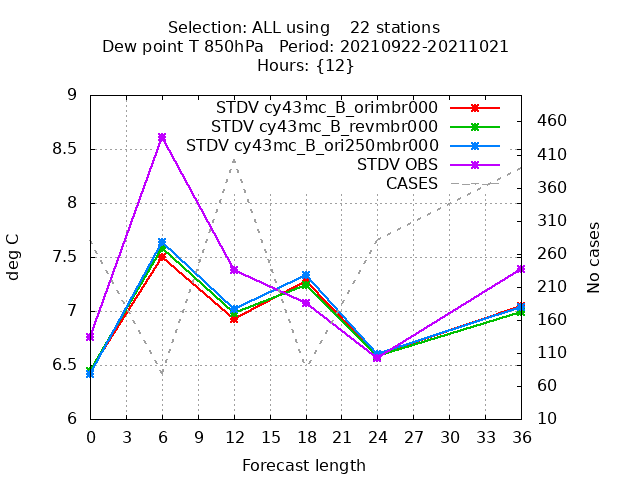 Selection: ALL using    22 stations
Dew point T 850hPa   Period: 20210922-20211021
Hours: {12}
STDV cy43mc_B_orimbr000
STDV cy43mc_B_revmbr000
STDV cy43mc_B_ori250mbr000
STDV OBS
CASES
deg C
9
8.5
8
7.5
7
6.5
6
460
410
360
310
260
210
160
110
60
10
No cases
0 3 6 9 12 15 18 21 24 27 30 33 36
Forecast length